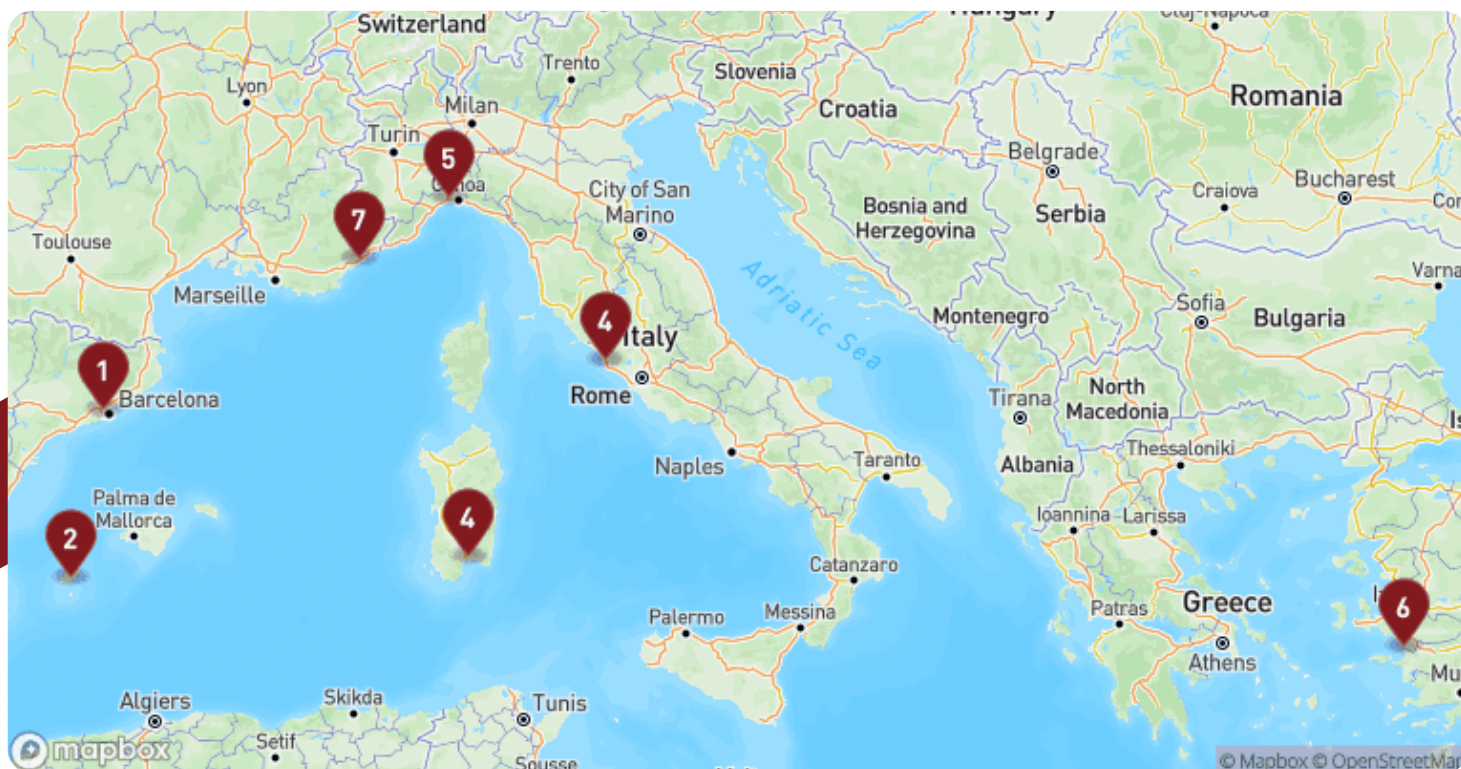 Switzerland
Hungary
Cluj-Napoca
Lyon
Trento
Slovenia
Romania
Milan
Croatia
Turin
5
Belgrade
Genoa
City of San
Marino
Craiova
Bucharest
7
Bosnia and
Herzegovina
Serbia
Toulouse
Marseille
Adriatic Sea
Varna
Sofia
Bulgaria
Montenegro
4
Italy
1
Barcelona
Rome
North
Macedonia
Tirana
Thessaloniki
Naples
Taranto
Albania
Palma de
Mallorca
4
2
Ioannina
Larissa
Catanzaro
Palermo
Messina
Patras
Greece
6
Athens
Mu
Algiers
Skikda
Tunis
Setif
Sousse
mapbox
© Mapbox © OpenStreetMap